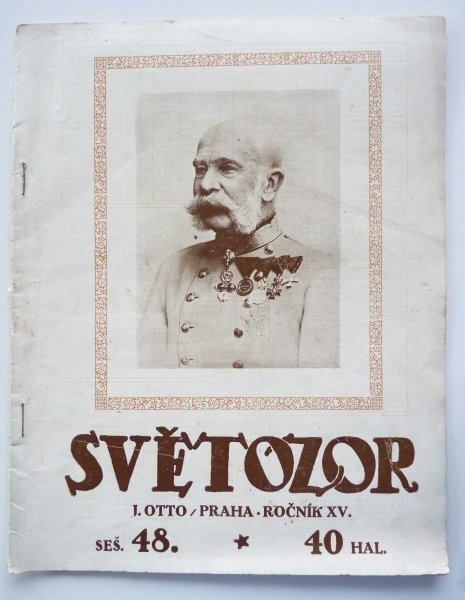 SVĚTOZOR
J. OTTO / PRAHA · ROČNÍK XV.
SEŠ. 48. * 40 HAL.